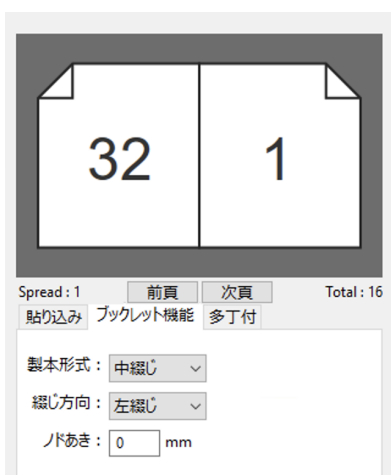 32 1
Spread : 1 前頁 次頁 Total : 16
貼り込み ブックレット機能 多丁付
製本形式： 中綴じ
綴じ方向： 左綴じ
ノドあき： 0 mm